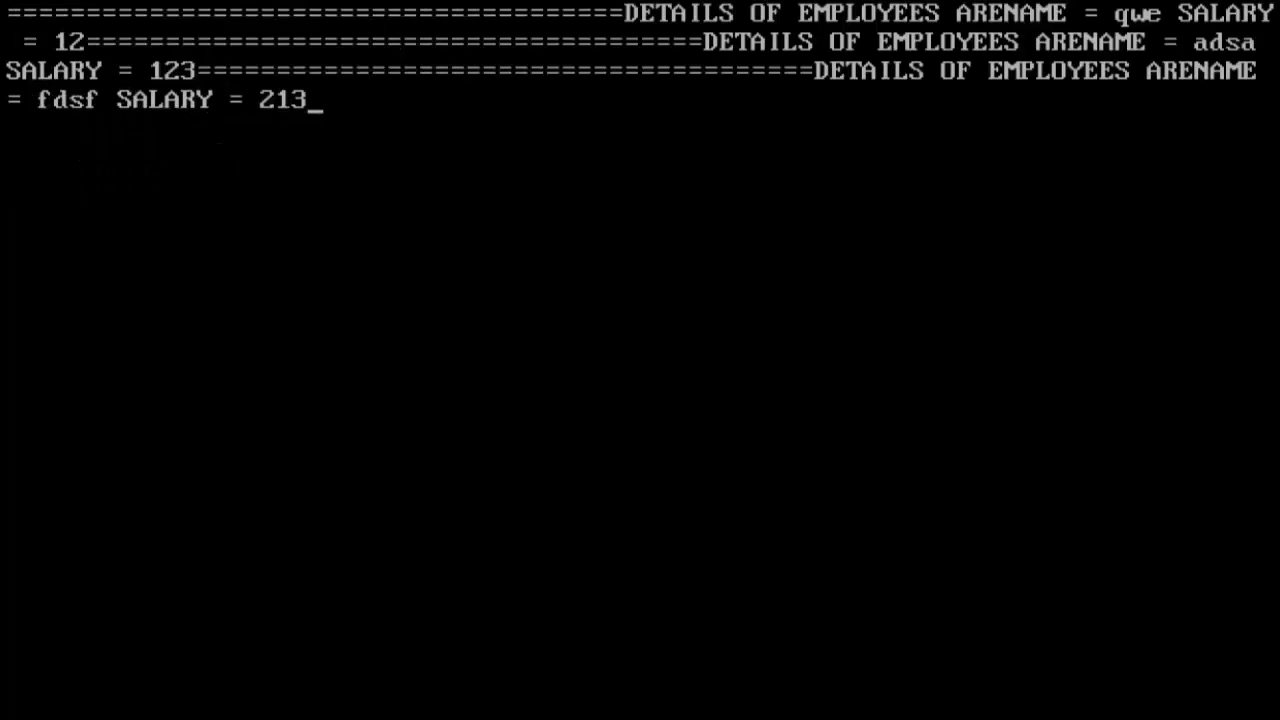 =======================================DETAILS OF EMPLOYEES ARENAME = qwe SALARY
 = 12=======================================DETAILS OF EMPLOYEES ARENAME = adsa
SALARY = 123=======================================DETAILS OF EMPLOYEES ARENAME
= fdsf SALARY = 213_